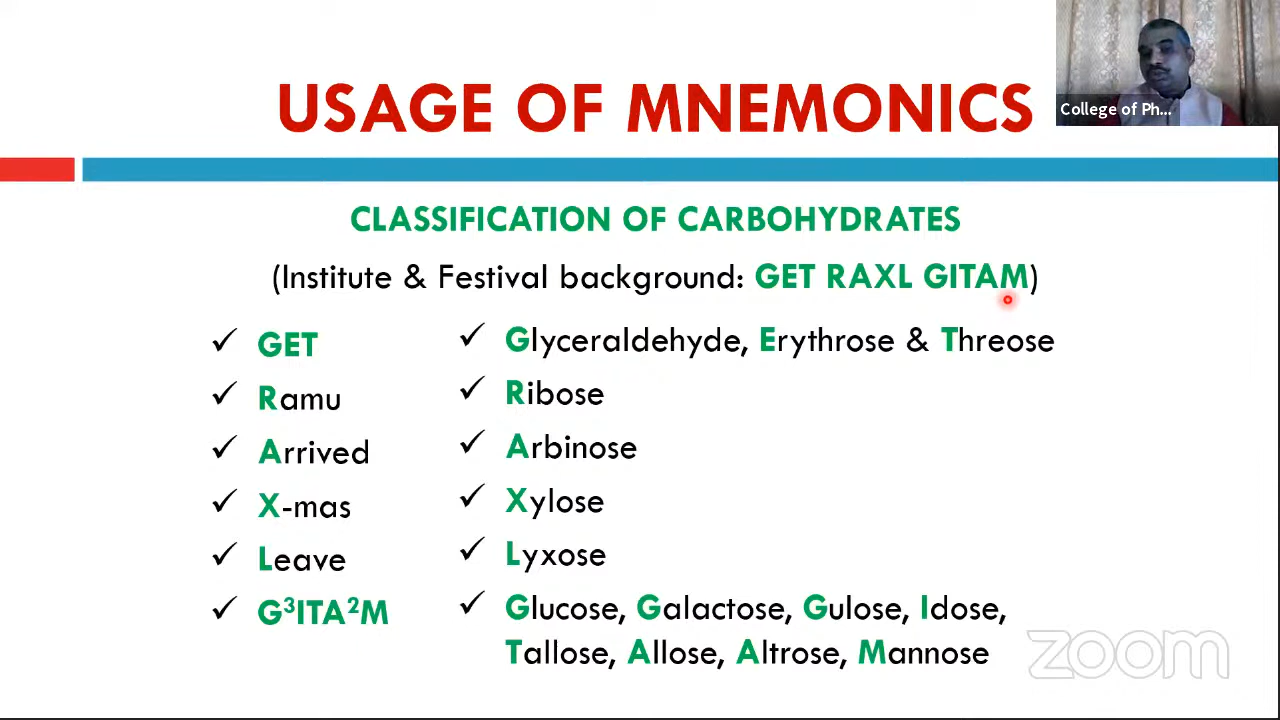 USAGE OF MNEMONICS
College of Ph...
CLASSIFICATION OF CARBOHYDRATES
(Institute & Festival background: GET RAXL GITAM)
✓ GET
✓ Glyceraldehyde, Erythrose & Threose
✓ Ramu
✓ Ribose
✓ Arrived
✓ Arbinose
✓ X-mas
✓ Xylose
✓ Leave
✓ Lyxose
✓ G³ITA²M
✓ Glucose, Galactose, Gulose, Idose,
Tallose, Allose, Altrose, Mannose
zoom